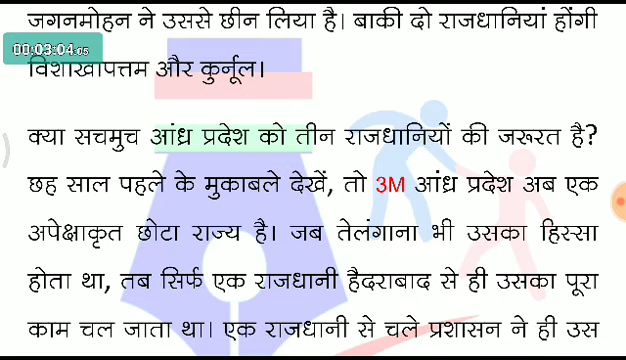 जगनमोहन ने उससे छीन लिया है। बाकी दो राजधानियां होंगी
00:03:04.65
विशाखापत्तम और कुर्नूल।
क्या सचमुच आंध्र प्रदेश को तीन राजधानियों की जरूरत है?
छह साल पहले के मुकाबले देखें, तो 3M आंध्र प्रदेश अब एक
अपेक्षाकृत छोटा राज्य है। जब तेलंगाना भी उसका हिस्सा
होता था, तब सिर्फ एक राजधानी हैदराबाद से ही उसका पूरा
काम चल जाता था। एक राजधानी से चले प्रशासन ने ही उस